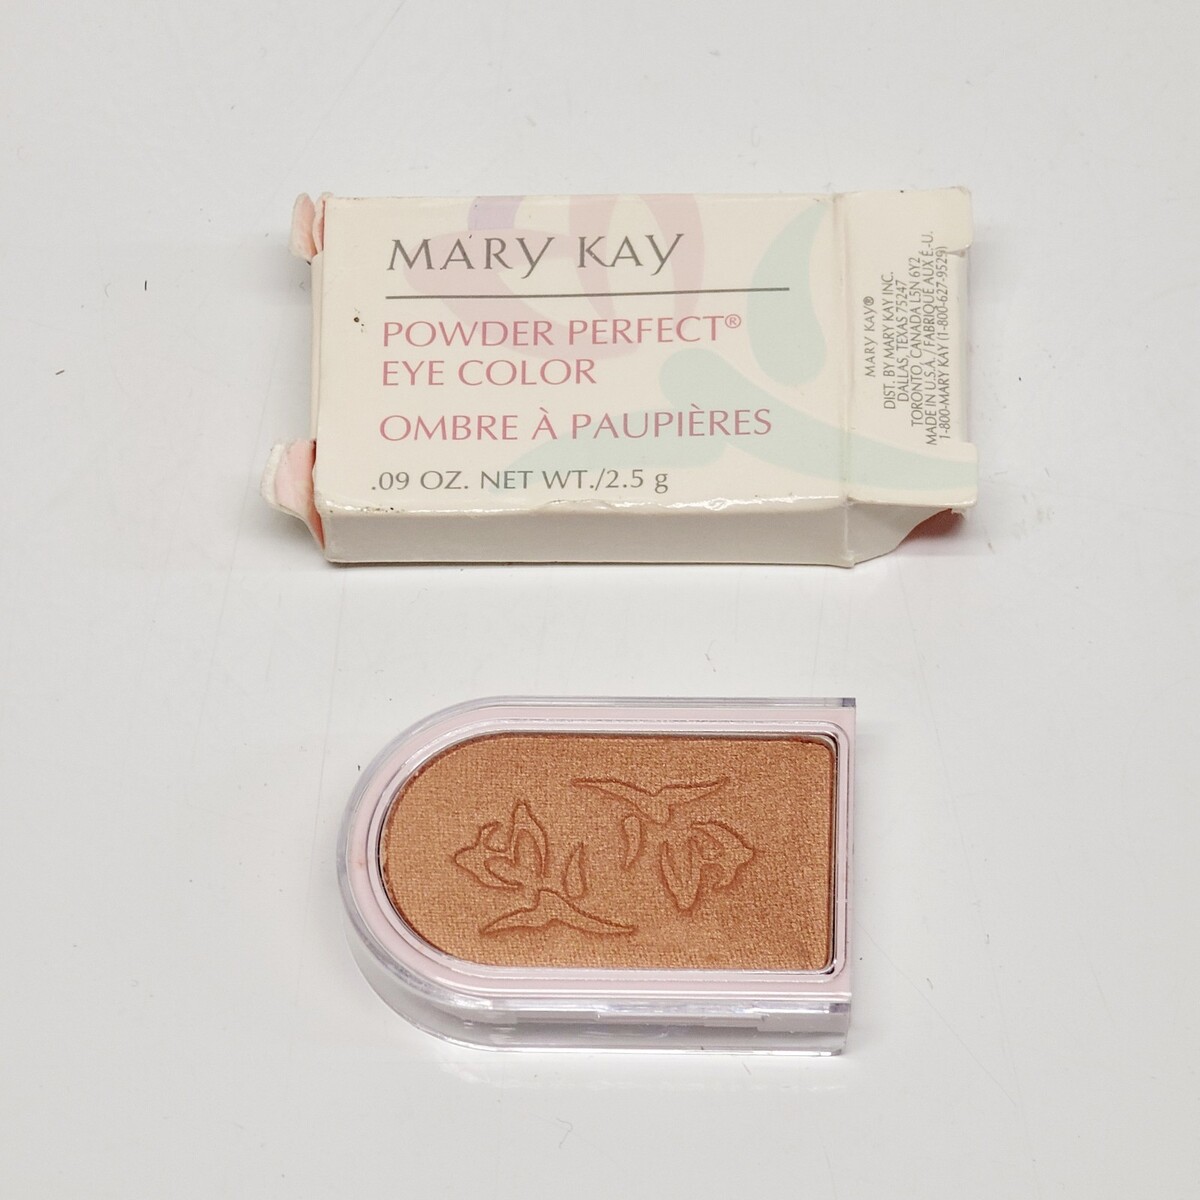 MARY KAY
POWDER PERFECT®
EYE COLOR
OMBRE À PAUPIÈRES
.09 OZ. NET WT./2.5 g
MARY KAY®
DIST. BY MARY KAY INC.
DALLAS, TEXAS 75247
TORONTO, CANADA L5N 6Y2
MADE IN U.S.A. / FABRIQUÉ AUX É.-U.
1-800-MARY KAY (1-800-627-9529)